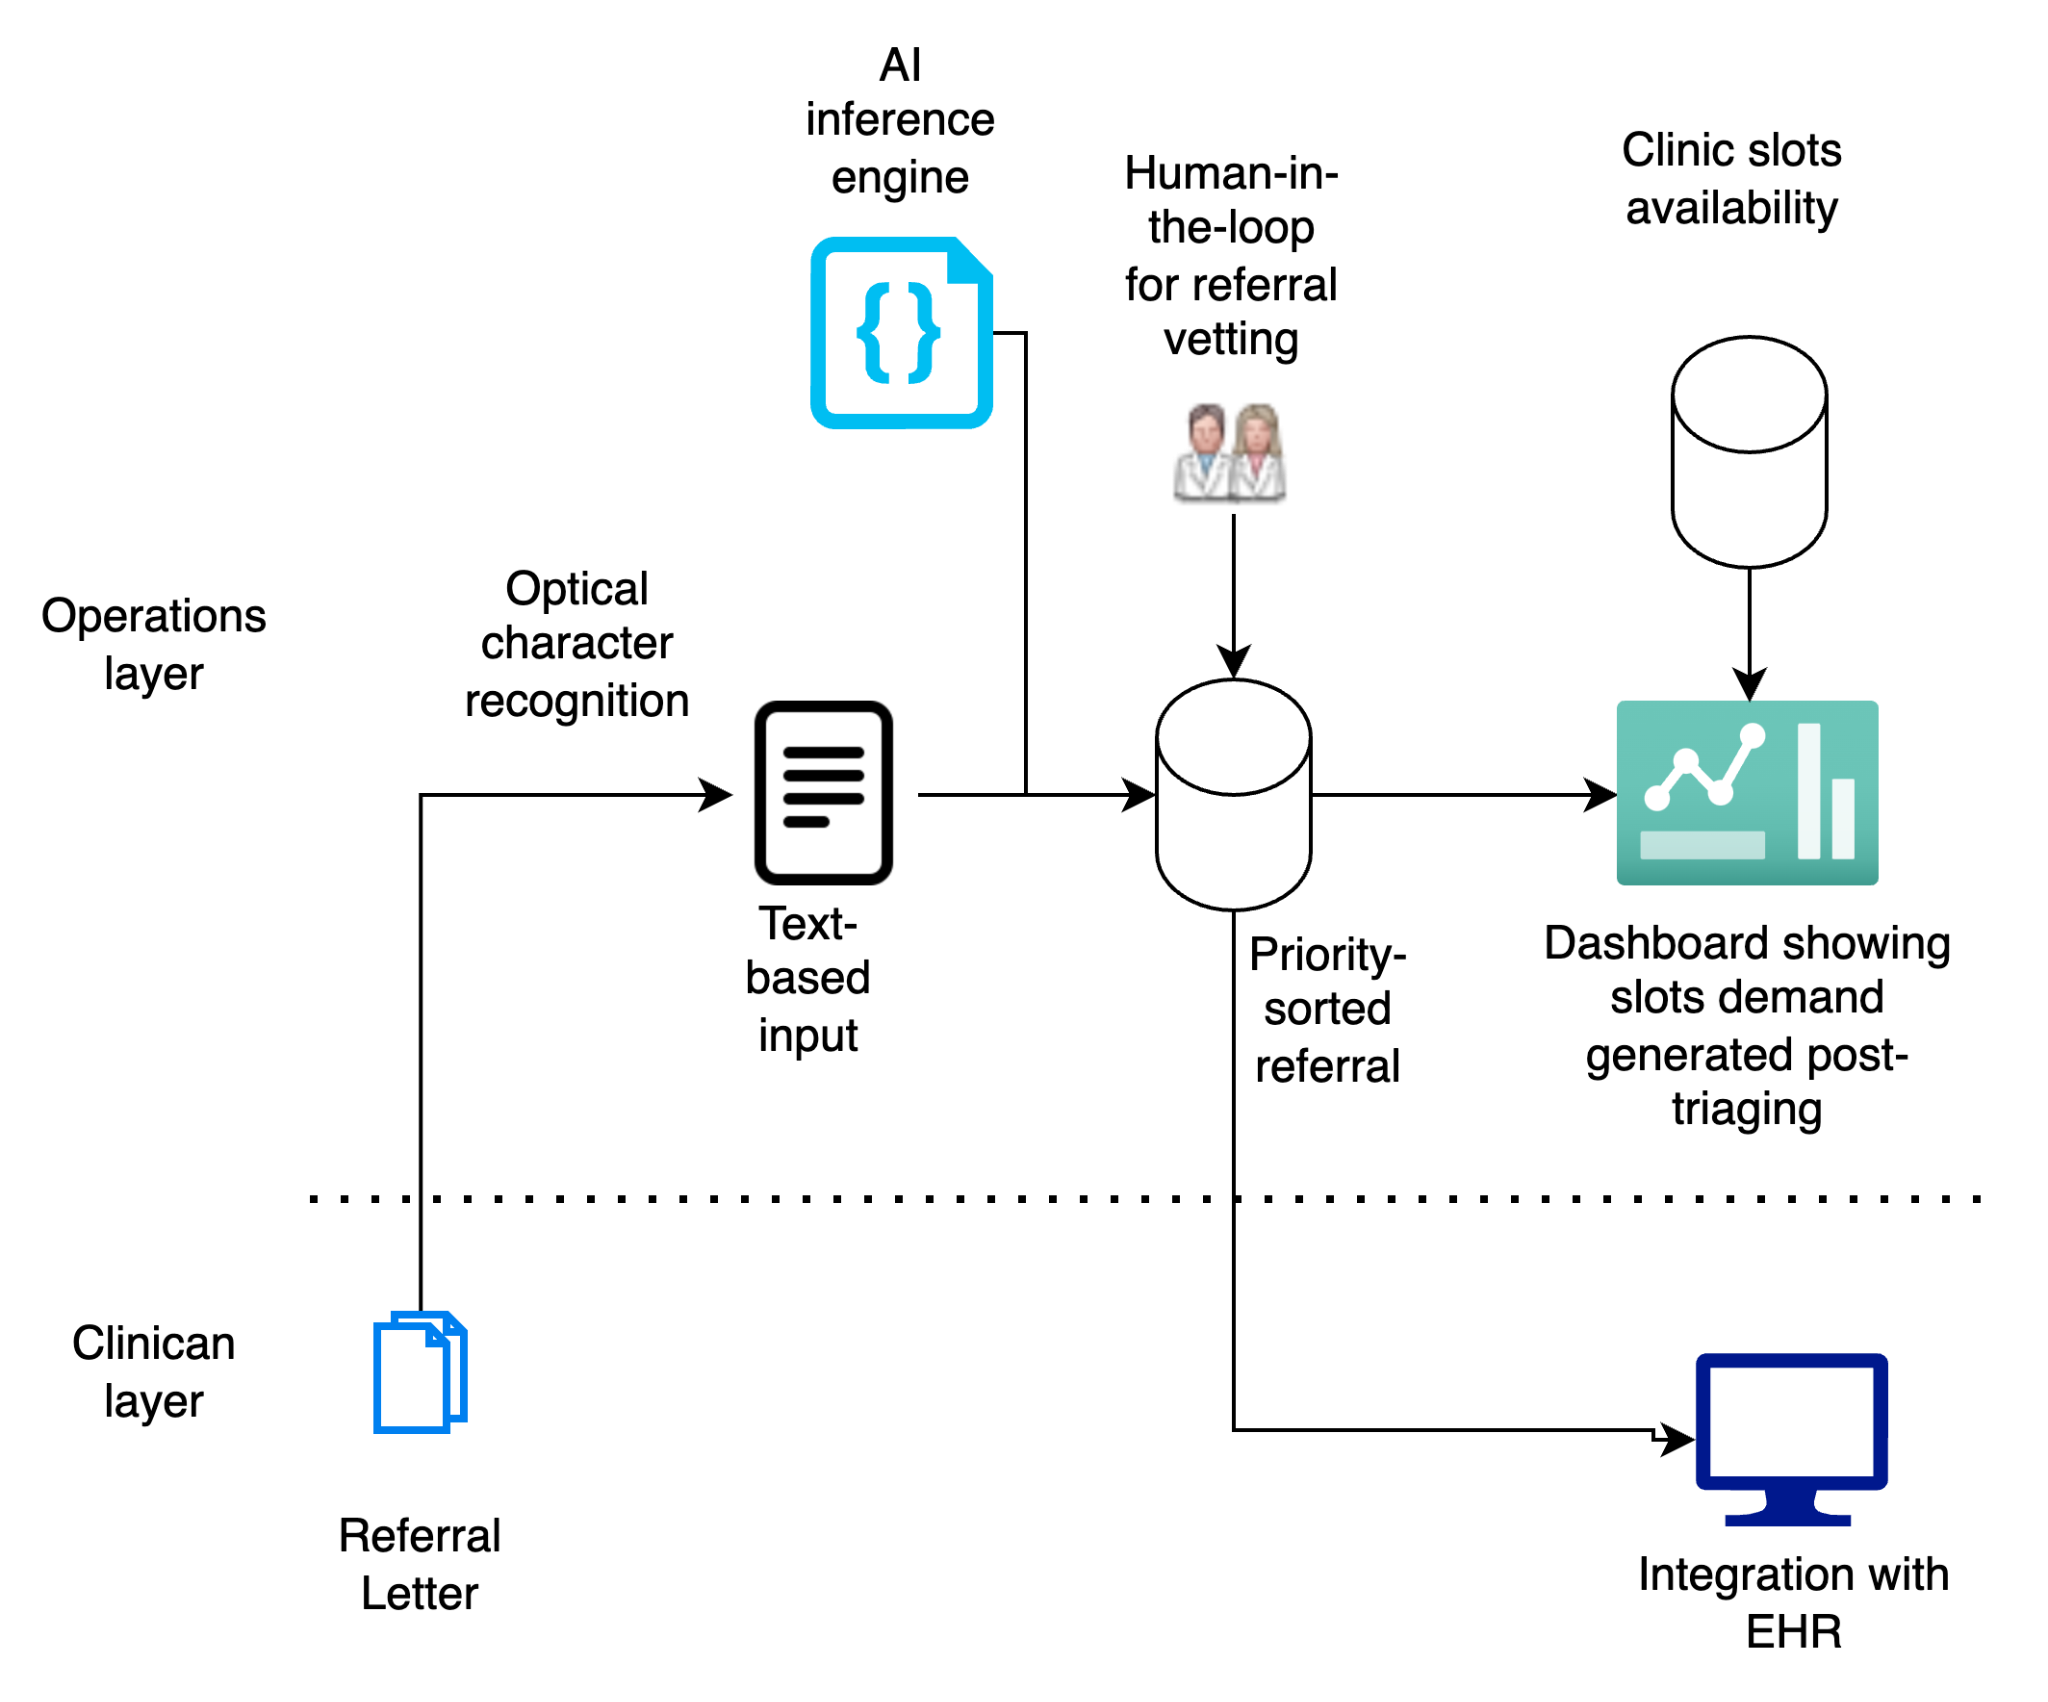 AI
inference
engine
Human-in-
the-loop
for referral
vetting
Clinic slots
availability
Operations
layer
Optical
character
recognition
Text-
based
input
Priority-
sorted
referral
Dashboard showing
slots demand
generated post-
triaging
Clinican
layer
Referral
Letter
Integration with
EHR